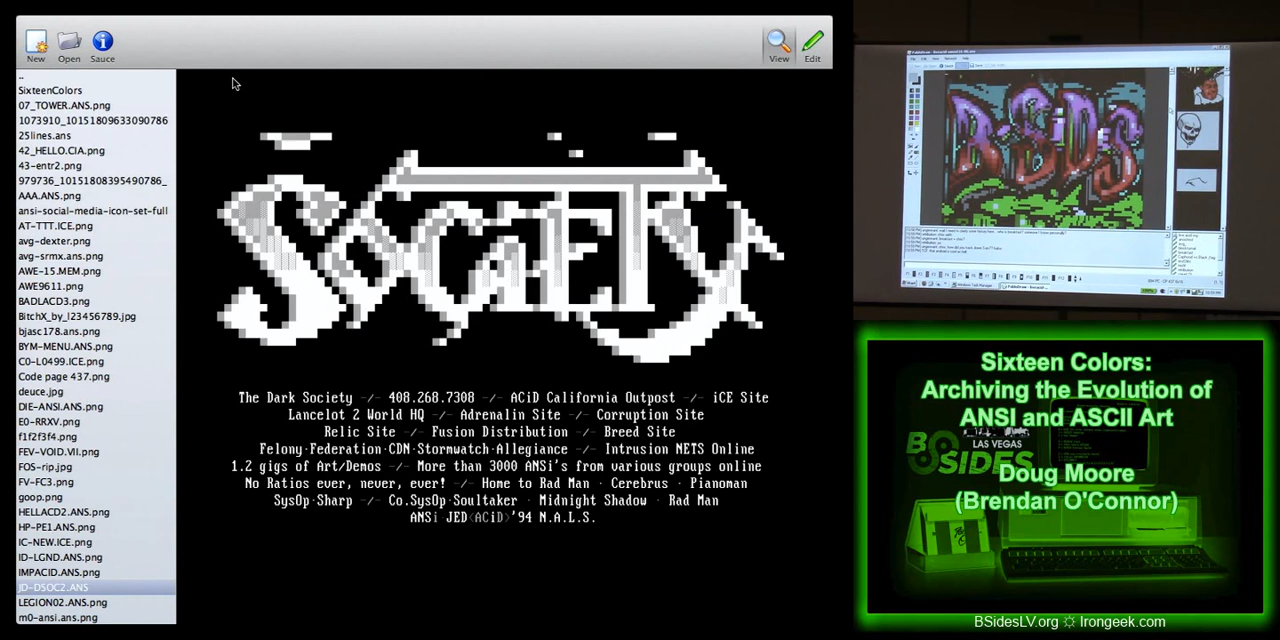 New
Open
Sauce
View
Edit
..
SixteenColors
07_TOWER.ANS.png
1073910_10151809633090786
25lines.ans
42_HELLO.CIA.png
43-entr2.png
979736_10151808395490786_
AAA.ANS.png
ansi-social-media-icon-set-full
AT-TTT.ICE.png
avg-dexter.png
avg-srmx.ans.png
AWE-15.MEM.png
AWE9611.png
BADLACD3.png
BitchX_by_l23456789.jpg
bjasc178.ans.png
BYM-MENU.ANS.png
C0-L0499.ICE.png
Code page 437.png
deuce.jpg
DIE-ANSI.ANS.png
E0-RRXV.png
f1f2f3f4.png
FEV-VOID.VII.png
FOS-rip.jpg
FV-FC3.png
goop.png
HELLACD2.ANS.png
HP-PE1.ANS.png
IC-NEW.ICE.png
ID-LGND.ANS.png
IMPACID.ANS.png
JD-DSOC2.ANS
LEGION02.ANS.png
m0-ansi.ans.png
SOCiETY
The Dark Society -/- 408.268.7308 -/- ACiD California Outpost -/- iCE Site
Lancelot 2 World HQ -/- Adrenalin Site -/- Corruption Site
Relic Site -/- Fusion Distribution -/- Breed Site
Felony·Federation·CDN·Stormwatch·Allegiance -/- Intrusion NETS Online
1.2 gigs of Art/Demos -/- More than 3000 ANSi's from various groups online
No Ratios ever, never, ever! -/- Home to Rad Man · Cerebrus · Pianoman
SysOp·Sharp -/- Co.SysOp·Soultaker · Midnight Shadow · Rad Man
ANSi JED<ACiD>'94 N.A.L.S.
BSiDS
Sixteen Colors:
Archiving the Evolution of
ANSI and ASCII Art
BSIDES
LAS VEGAS
Doug Moore
(Brendan O'Connor)
BSidesLV.org ☼ Irongeek.com